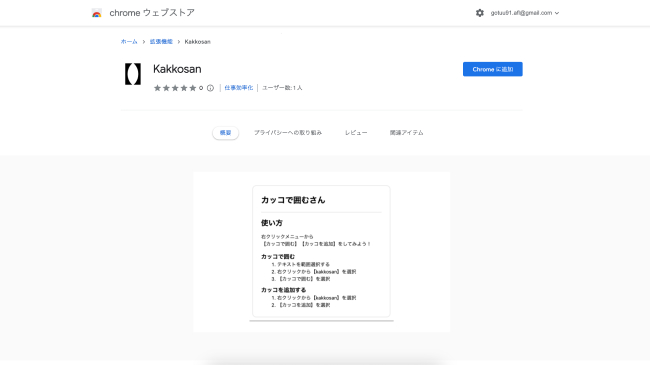 chrome ウェブストア
gotuu91.afi@gmail.com
ホーム > 拡張機能 > Kakkosan
Kakkosan
Chrome に追加
0 仕事効率化 ユーザー数: 1 人
概要 プライバシーへの取り組み レビュー 関連アイテム
カッコで囲むさん
使い方
右クリックメニューから
【カッコで囲む】【カッコを追加】をしてみよう！
カッコで囲む
1. テキストを範囲選択する
2. 右クリックから【kakkosan】を選択
3. 【カッコで囲む】を選択
カッコを追加する
1. 右クリックから【kakkosan】を選択
2. 【カッコを追加】を選択